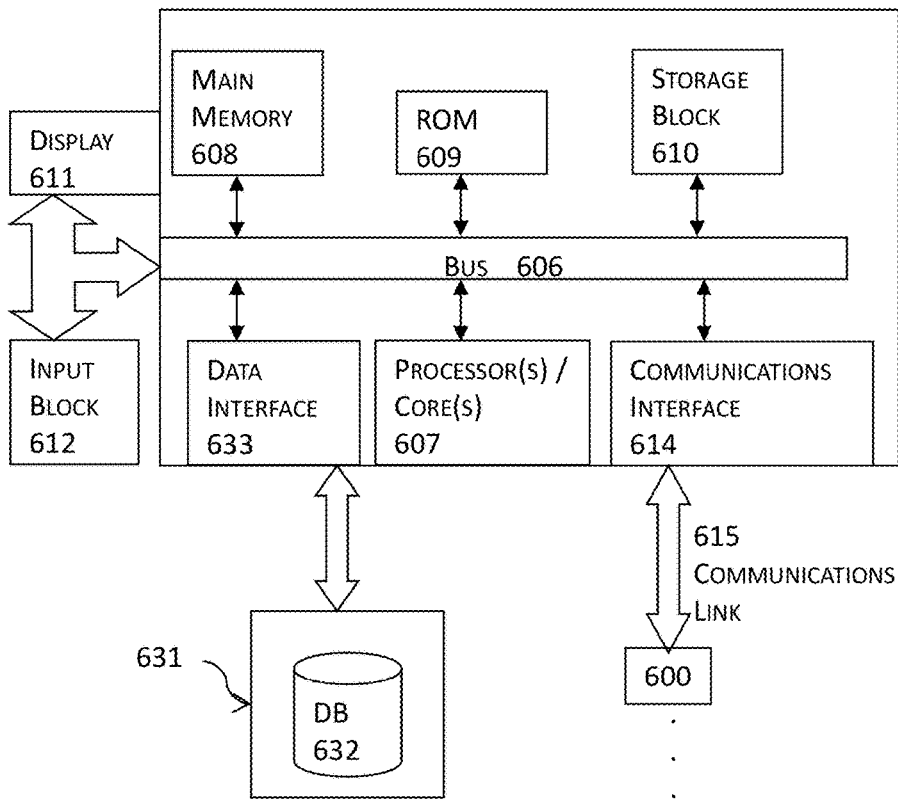 Main
Memory
608
ROM
609
Storage
Block
610
Display
611
Bus 606
Input
Block
612
Data
Interface
633
Processor(s) /
Core(s)
607
Communications
Interface
614
615
Communications
Link
631
DB
632
600